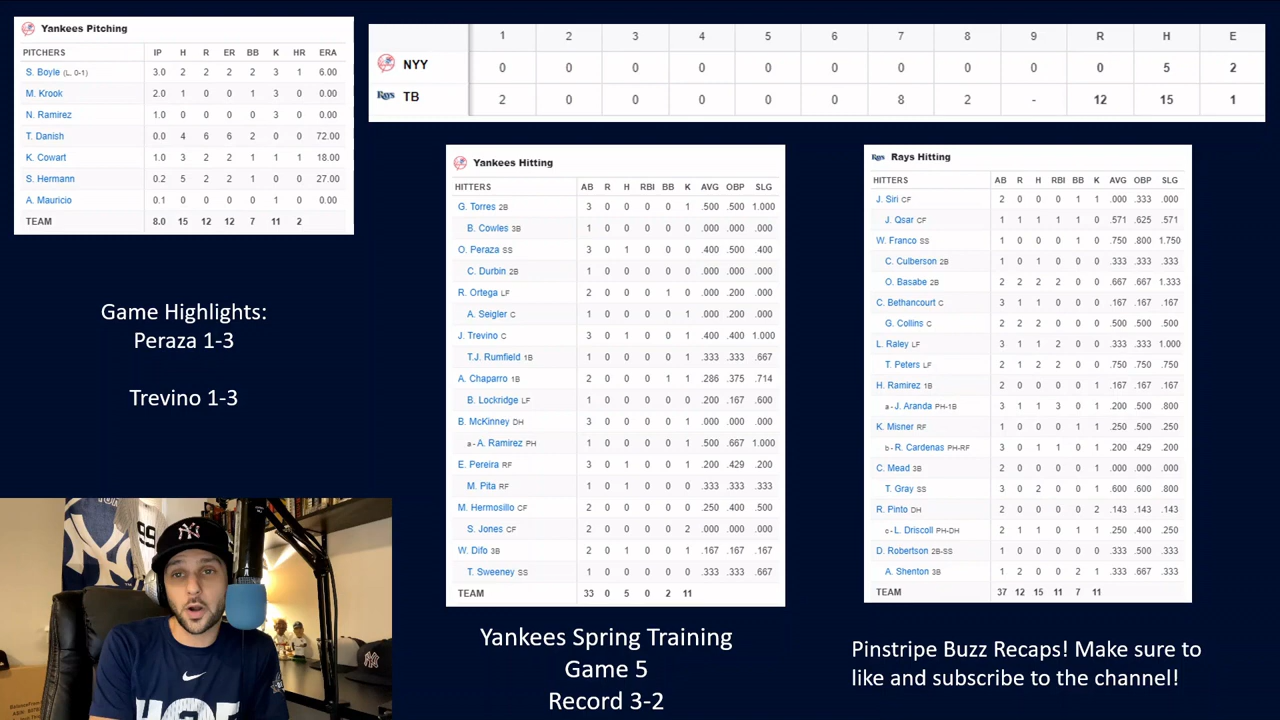 Yankees Pitching
PITCHERS IP H R ER BB K HR ERA
S. Boyle (L, 0-1) 3.0 2 2 2 2 3 1 6.00
M. Krook 2.0 1 0 0 1 3 0 0.00
N. Ramirez 1.0 0 0 0 0 3 0 0.00
T. Danish 0.0 4 6 6 2 0 0 72.00
K. Cowart 1.0 3 2 2 1 1 1 18.00
S. Hermann 0.2 5 2 2 1 0 0 27.00
A. Mauricio 0.1 0 0 0 0 1 0 0.00
TEAM 8.0 15 12 12 7 11 2
1 2 3 4 5 6 7 8 9 R H E
NYY 0 0 0 0 0 0 0 0 0 0 5 2
Rays TB 2 0 0 0 0 0 8 2 - 12 15 1
Game Highlights:
Peraza 1-3
Trevino 1-3
Yankees Hitting
HITTERS AB R H RBI BB K AVG OBP SLG
G. Torres 2B 3 0 0 0 0 1 .500 .500 1.000
B. Cowles 3B 1 0 0 0 0 0 .000 .000 .000
O. Peraza SS 3 0 1 0 0 0 .400 .500 .400
C. Durbin 2B 1 0 0 0 0 0 .000 .000 .000
R. Ortega LF 2 0 0 0 1 0 .000 .200 .000
A. Seigler C 1 0 0 0 0 1 .000 .200 .000
J. Trevino C 3 0 1 0 0 1 .400 .400 1.000
T.J. Rumfield 1B 1 0 0 0 0 1 .333 .333 .667
A. Chaparro 1B 2 0 0 0 1 1 .286 .375 .714
B. Lockridge LF 1 0 0 0 0 0 .200 .167 .600
B. McKinney DH 3 0 0 0 0 1 .000 .000 .000
a - A. Ramirez PH 1 0 0 0 0 1 .500 .667 1.000
E. Pereira RF 3 0 1 0 0 1 .200 .429 .200
M. Pita RF 1 0 1 0 0 0 .333 .333 .333
M. Hermosillo CF 2 0 0 0 0 0 .250 .400 .500
S. Jones CF 2 0 0 0 0 2 .000 .000 .000
W. Difo 3B 2 0 1 0 0 0 .167 .167 .167
T. Sweeney SS 1 0 0 0 0 1 .333 .333 .667
TEAM 33 0 5 0 2 11
Rays Rays Hitting
HITTERS AB R H RBI BB K AVG OBP SLG
J. Siri CF 2 0 0 0 1 1 .000 .333 .000
J. Qsar CF 1 1 1 1 1 0 .571 .625 .571
W. Franco SS 1 0 0 0 1 0 .750 .800 1.750
C. Culberson 2B 1 0 1 0 0 0 .333 .333 .333
O. Basabe 2B 2 2 2 2 0 0 .667 .667 1.333
C. Bethancourt C 3 1 1 0 0 0 .167 .167 .167
G. Collins C 2 2 2 0 0 0 .500 .500 .500
L. Raley LF 3 1 1 2 0 1 .333 .333 1.000
T. Peters LF 2 1 2 2 0 0 .750 .750 .750
H. Ramirez 1B 2 0 0 0 0 1 .167 .167 .167
a - J. Aranda PH-1B 3 1 1 3 0 1 .200 .500 .800
K. Misner RF 1 0 0 0 1 1 .250 .500 .250
b - R. Cardenas PH-RF 3 0 1 1 0 0 .200 .429 .200
C. Mead 3B 2 0 0 0 0 1 .000 .000 .000
T. Gray SS 3 0 2 0 0 1 .600 .600 .800
R. Pinto DH 2 0 0 0 0 2 .143 .143 .143
c - L. Driscoll PH-DH 2 1 1 0 1 1 .250 .400 .250
D. Robertson 2B-SS 1 0 0 0 0 1 .333 .500 .333
A. Shenton 3B 1 2 0 0 2 1 .333 .667 .333
TEAM 37 12 15 11 7 11
Yankees Spring Training
Game 5
Record 3-2
Pinstripe Buzz Recaps! Make sure to
like and subscribe to the channel!
99
NY